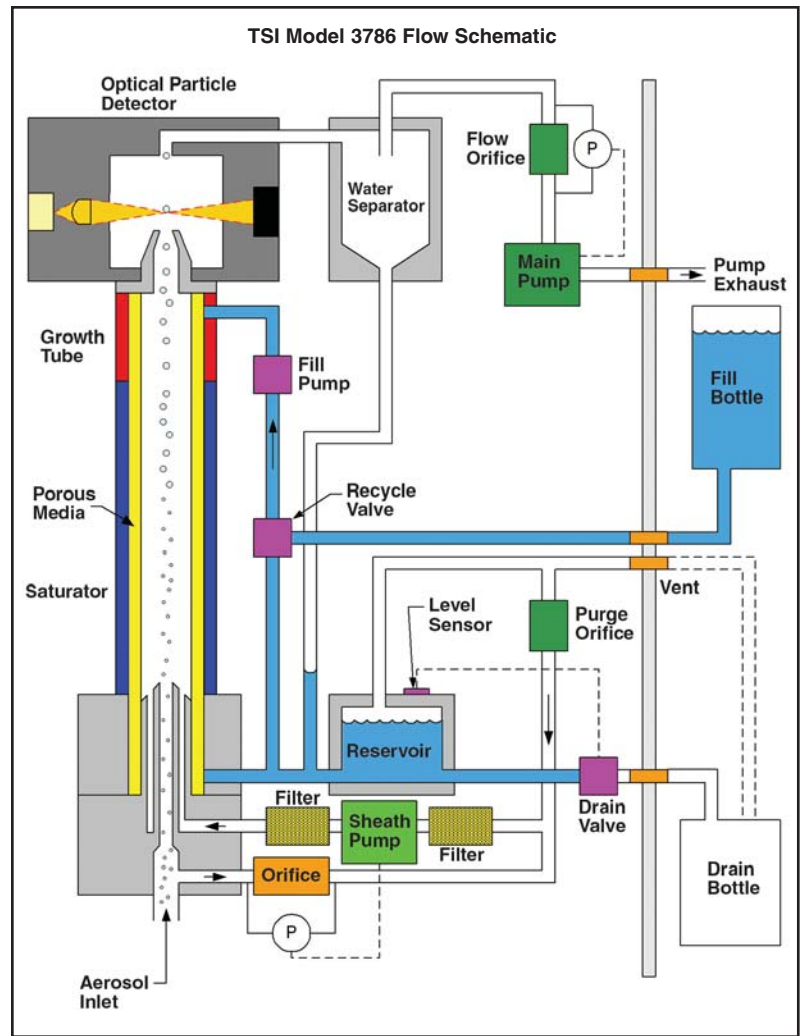 TSI Model 3786 Flow Schematic
Optical Particle
Detector
Flow
Orifice
P
Water
Separator
Main
Pump
Pump
Exhaust
Growth
Tube
Fill
Pump
Fill
Bottle
Porous
Media
Recycle
Valve
Saturator
Vent
Level
Sensor
Purge
Orifice
Reservoir
Filter
Sheath
Pump
Filter
Drain
Valve
Orifice
Drain
Bottle
P
Aerosol
Inlet